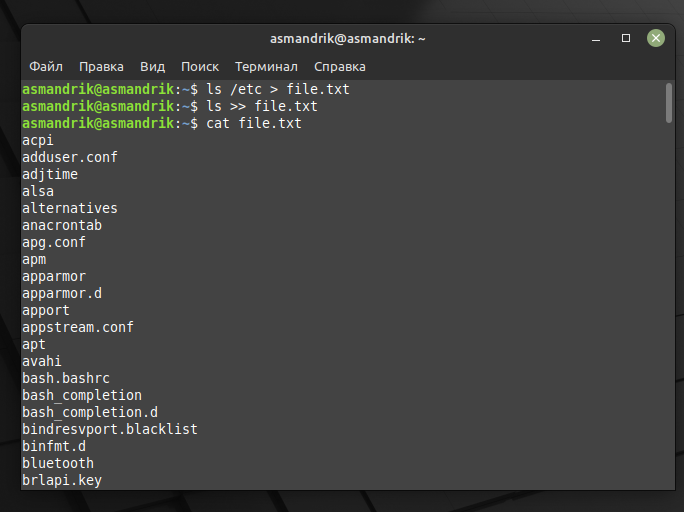 asmandrik@asmandrik: ~
Файл Правка Вид Поиск Терминал Справка
asmandrik@asmandrik:~$ ls /etc > file.txt
asmandrik@asmandrik:~$ ls >> file.txt
asmandrik@asmandrik:~$ cat file.txt
acpi
adduser.conf
adjtime
alsa
alternatives
anacrontab
apg.conf
apm
apparmor
apparmor.d
apport
appstream.conf
apt
avahi
bash.bashrc
bash_completion
bash_completion.d
bindresvport.blacklist
binfmt.d
bluetooth
brlapi.key